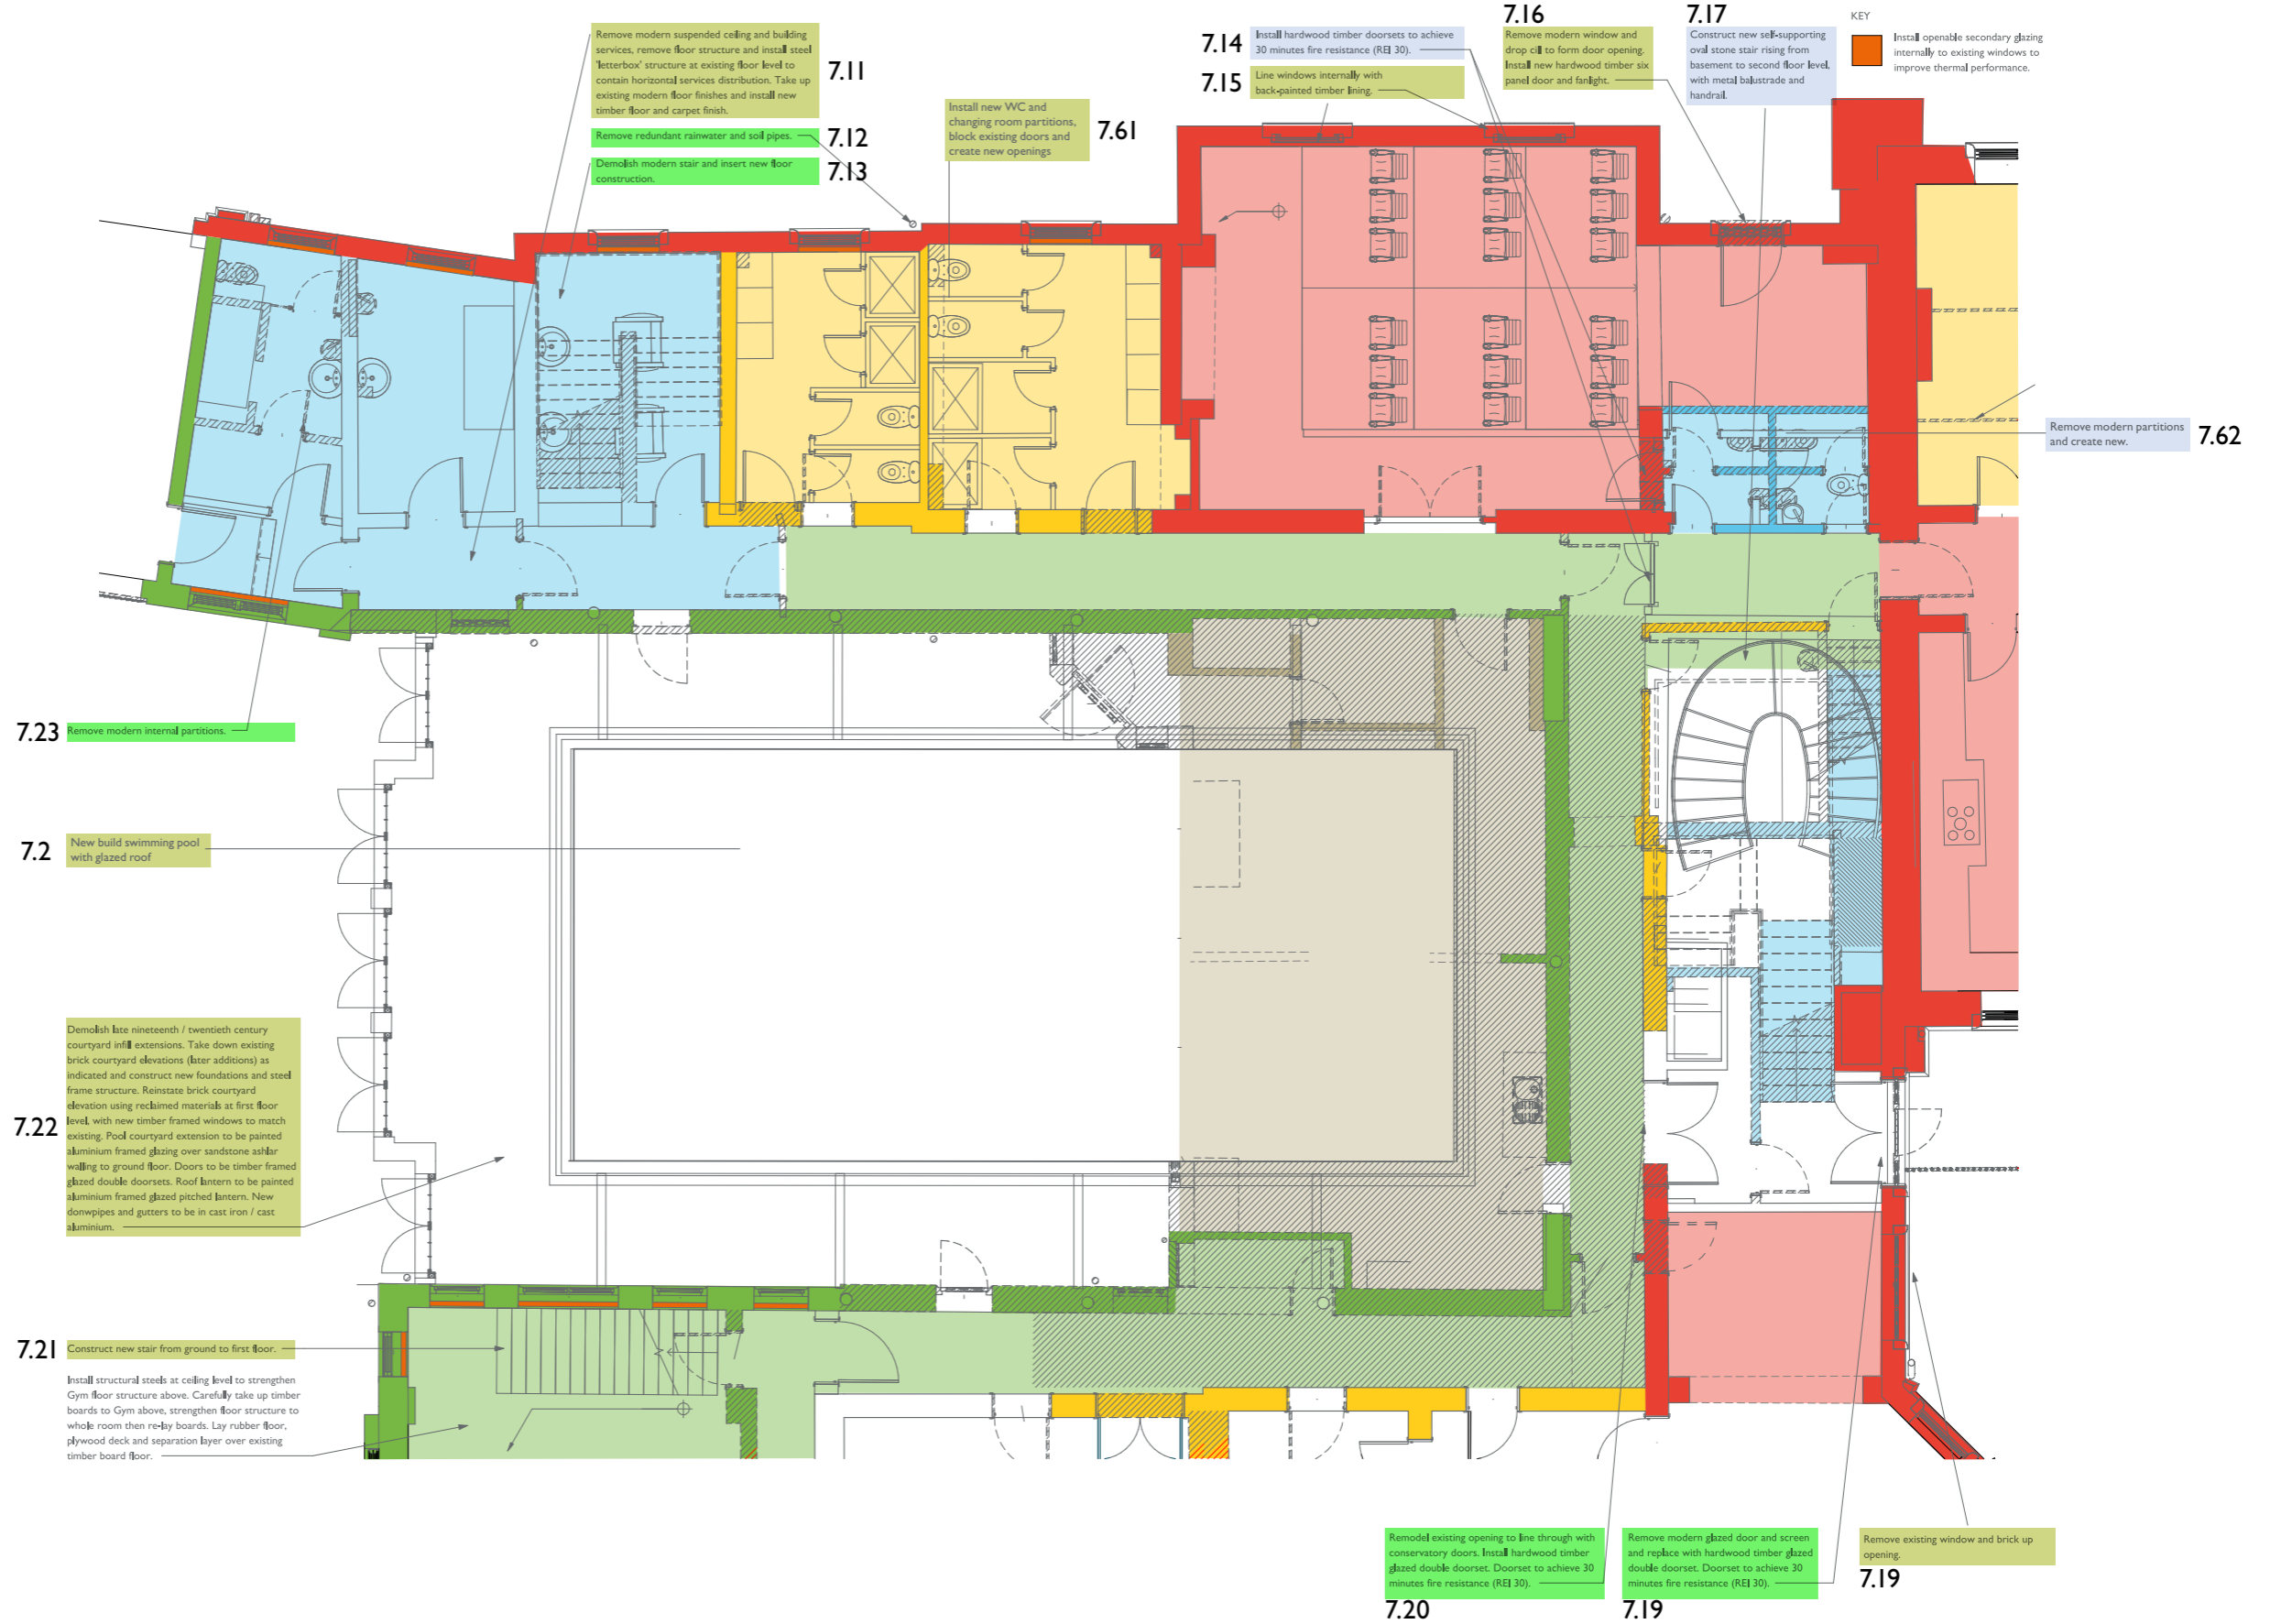 7.11
Remove modern suspended ceiling and building
services, remove floor structure and install steel
'letterbox' structure at existing floor level to
contain horizontal services distribution. Take up
existing modern floor finishes and install new
timber floor and carpet finish.
Remove redundant rainwater and soil pipes.
7.12
Demolish modern stair and insert new floor
construction.
7.13
Install new WC and
changing room partitions,
block existing doors and
create new openings
7.61
7.14
Install hardwood timber doorsets to achieve
30 minutes fire resistance (REI 30).
7.15
Line windows internally with
back-painted timber lining.
7.16
Remove modern window and
drop cill to form door opening.
Install new hardwood timber six
panel door and fanlight.
7.17
Construct new self-supporting
oval stone stair rising from
basement to second floor level,
with metal balustrade and
handrail.
KEY
Install openable secondary glazing
internally to existing windows to
improve thermal performance.
Remove modern partitions
and create new.
7.62
7.23
Remove modern internal partitions.
7.2
New build swimming pool
with glazed roof
7.22
Demolish late nineteenth / twentieth century
courtyard infill extensions. Take down existing
brick courtyard elevations (later additions) as
indicated and construct new foundations and steel
frame structure. Reinstate brick courtyard
elevation using reclaimed materials at first floor
level, with new timber framed windows to match
existing. Pool courtyard extension to be painted
aluminium framed glazing over sandstone ashlar
walling to ground floor. Doors to be timber framed
glazed double doorsets. Roof lantern to be painted
aluminium framed glazed pitched lantern. New
donwpipes and gutters to be in cast iron / cast
aluminium.
7.21
Construct new stair from ground to first floor.
Install structural steels at ceiling level to strengthen
Gym floor structure above. Carefully take up timber
boards to Gym above, strengthen floor structure to
whole room then re-lay boards. Lay rubber floor,
plywood deck and separation layer over existing
timber board floor.
Remodel existing opening to line through with
conservatory doors. Install hardwood timber
glazed double doorset. Doorset to achieve 30
minutes fire resistance (REI 30).
7.20
Remove modern glazed door and screen
and replace with hardwood timber glazed
double doorset. Doorset to achieve 30
minutes fire resistance (REI 30).
7.19
Remove existing window and brick up
opening.
7.19